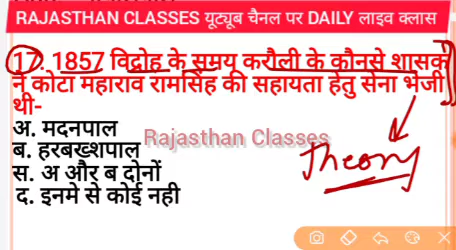 RAJASTHAN CLASSES यूट्यूब चैनल पर DAILY लाइव क्लास
17. 1857 विद्रोह के समय करौली के कौनसे शासक
ने कोटा महाराव रामसिंह की सहायता हेतु सेना भेजी
थी-
अ. मदनपाल
ब. हरबख्शपाल
स. अ और ब दोनों
द. इनमे से कोई नही
Rajasthan Classes
Theory